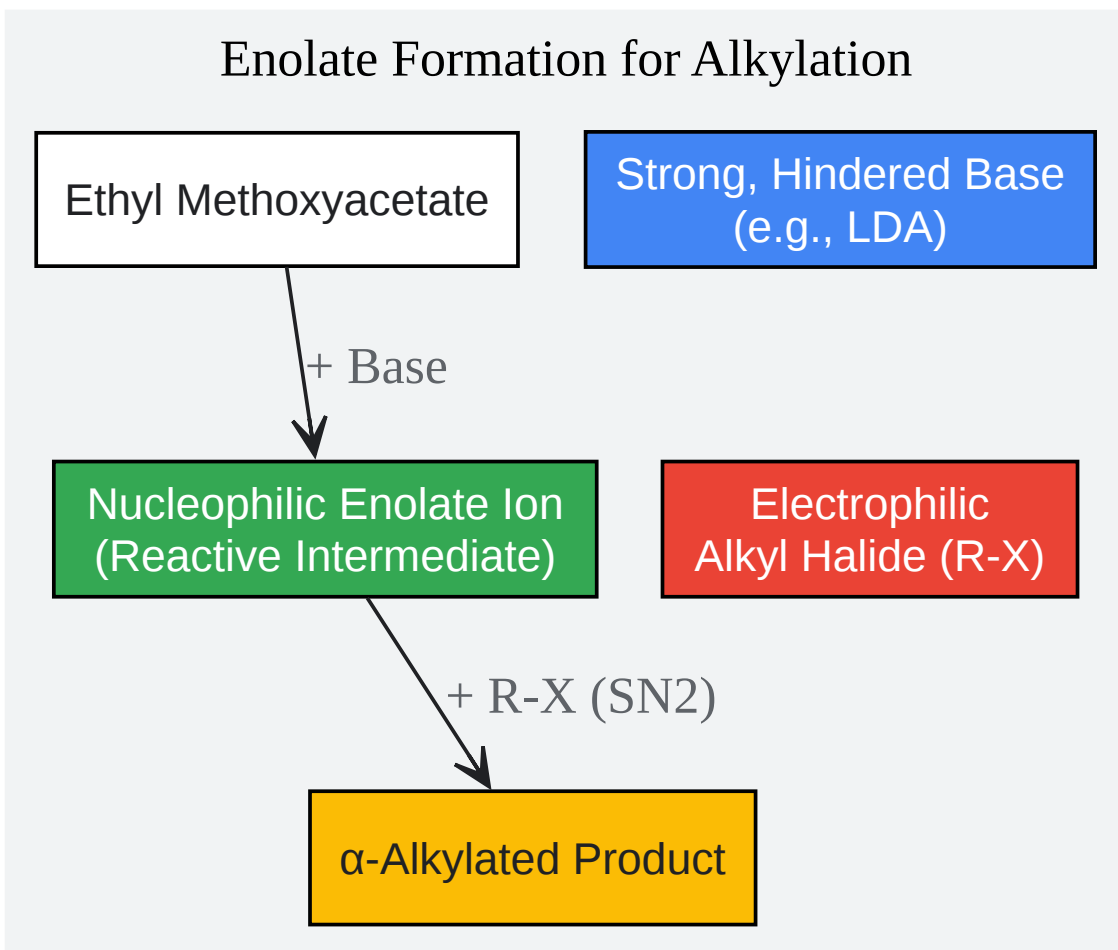 Enolate Formation for Alkylation
Ethyl Methoxyacetate
Strong, Hindered Base
(e.g., LDA)
+ Base
Nucleophilic Enolate Ion
(Reactive Intermediate)
Electrophilic
Alkyl Halide (R-X)
+ R-X (SN2)
α-Alkylated Product